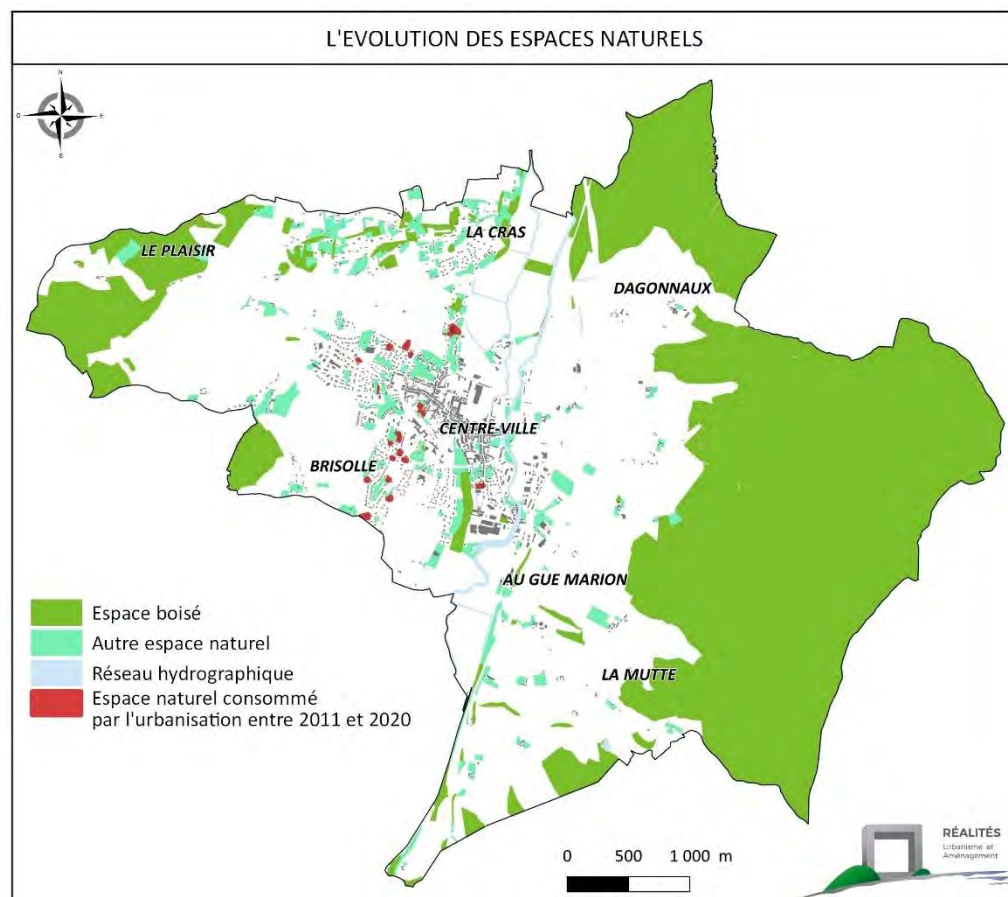 L'EVOLUTION DES ESPACES NATURELS
N
O
E
S
LE PLAISIR
LA CRAS
DAGONNAUX
CENTRE-VILLE
BRISOLLE
AU GUE MARION
LA MUTTE
Espace boisé
Autre espace naturel
Réseau hydrographique
Espace naturel consommé
par l'urbanisation entre 2011 et 2020
0 500 1 000 m
RÉALITÉS
Urbanisme et
Aménagement